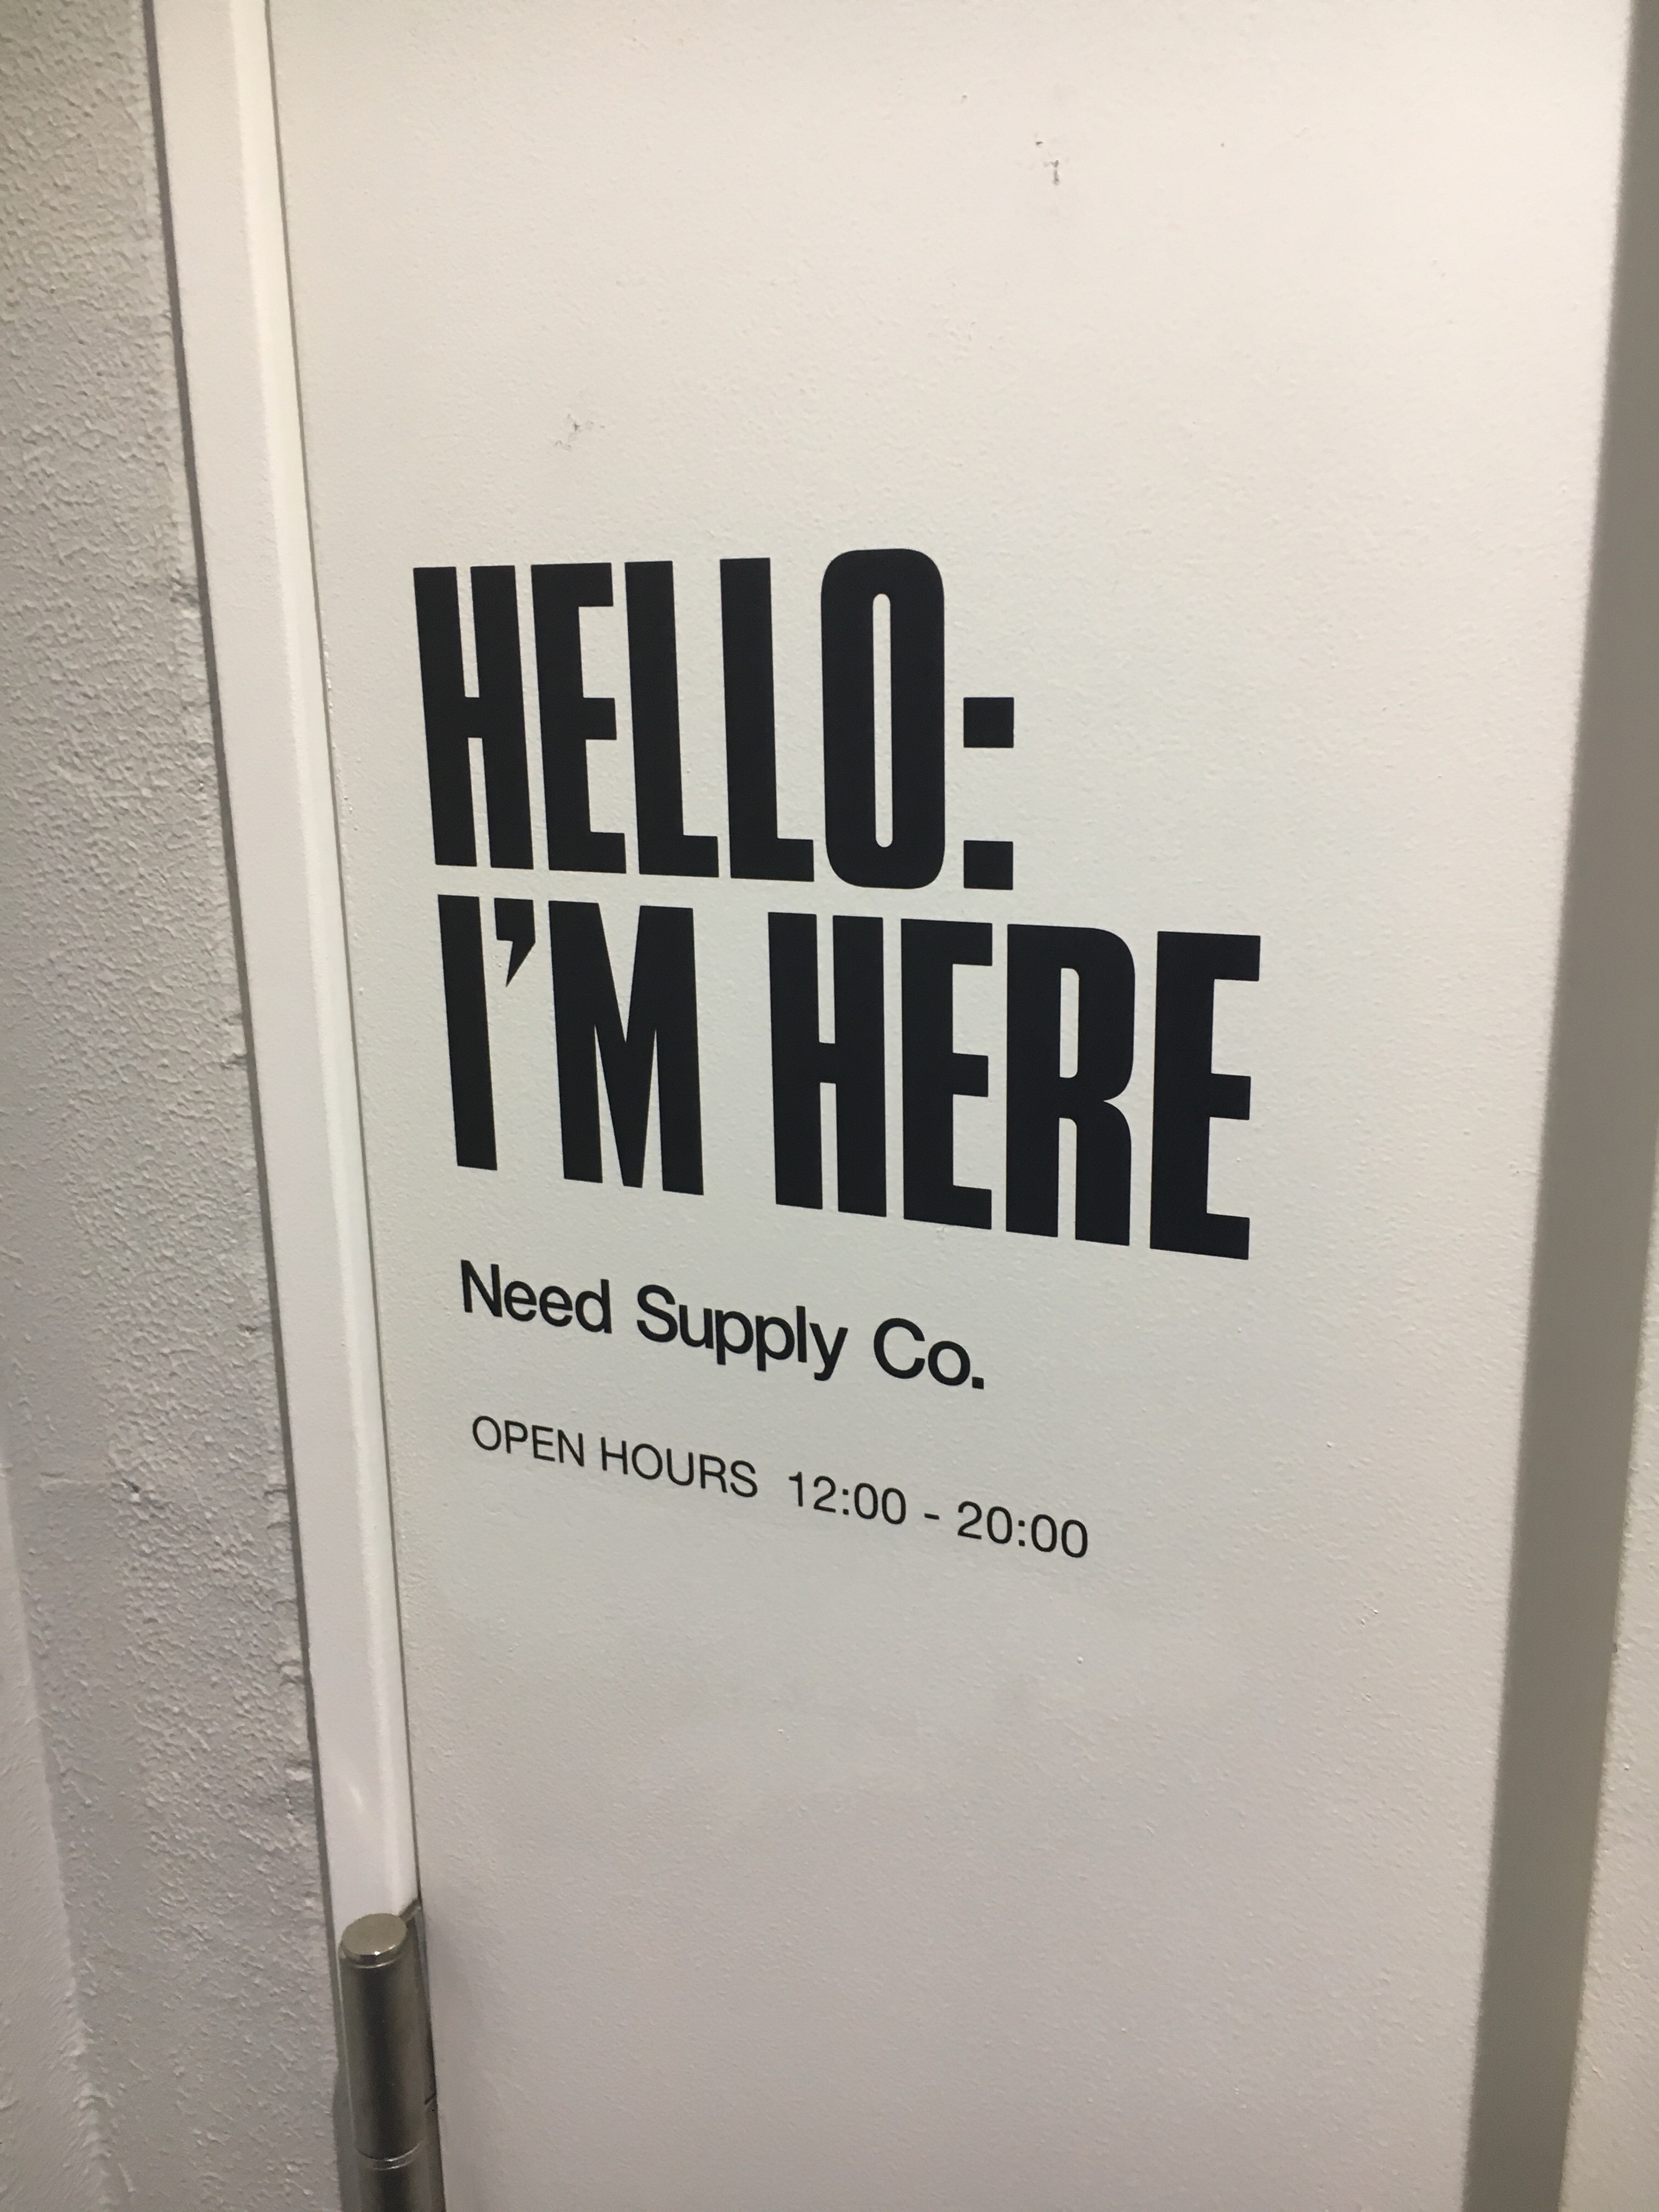 HELLO:
I'M HERE
Need Supply Co.
OPEN HOURS 12:00 - 20:00